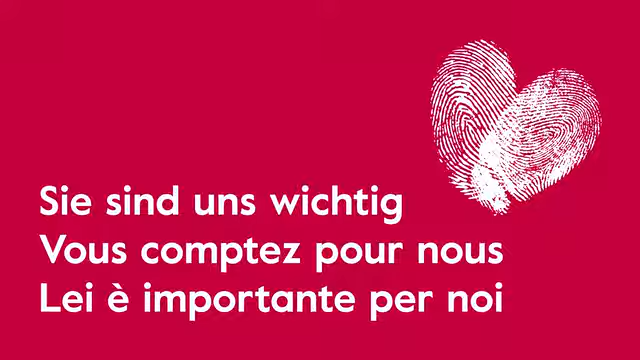 Sie sind uns wichtig
Vous comptez pour nous
Lei è importante per noi